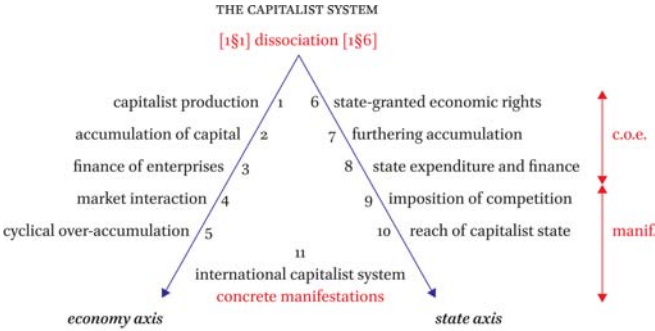 THE CAPITALIST SYSTEM
[1§1] dissociation [1§6]
capitalist production 1 6 state-granted economic rights
accumulation of capital 2 7 furthering accumulation
c.o.e.
finance of enterprises 3 8 state expenditure and finance
market interaction 4 9 imposition of competition
cyclical over-accumulation 5 10 reach of capitalist state
manif.
11
international capitalist system
concrete manifestations
economy axis state axis